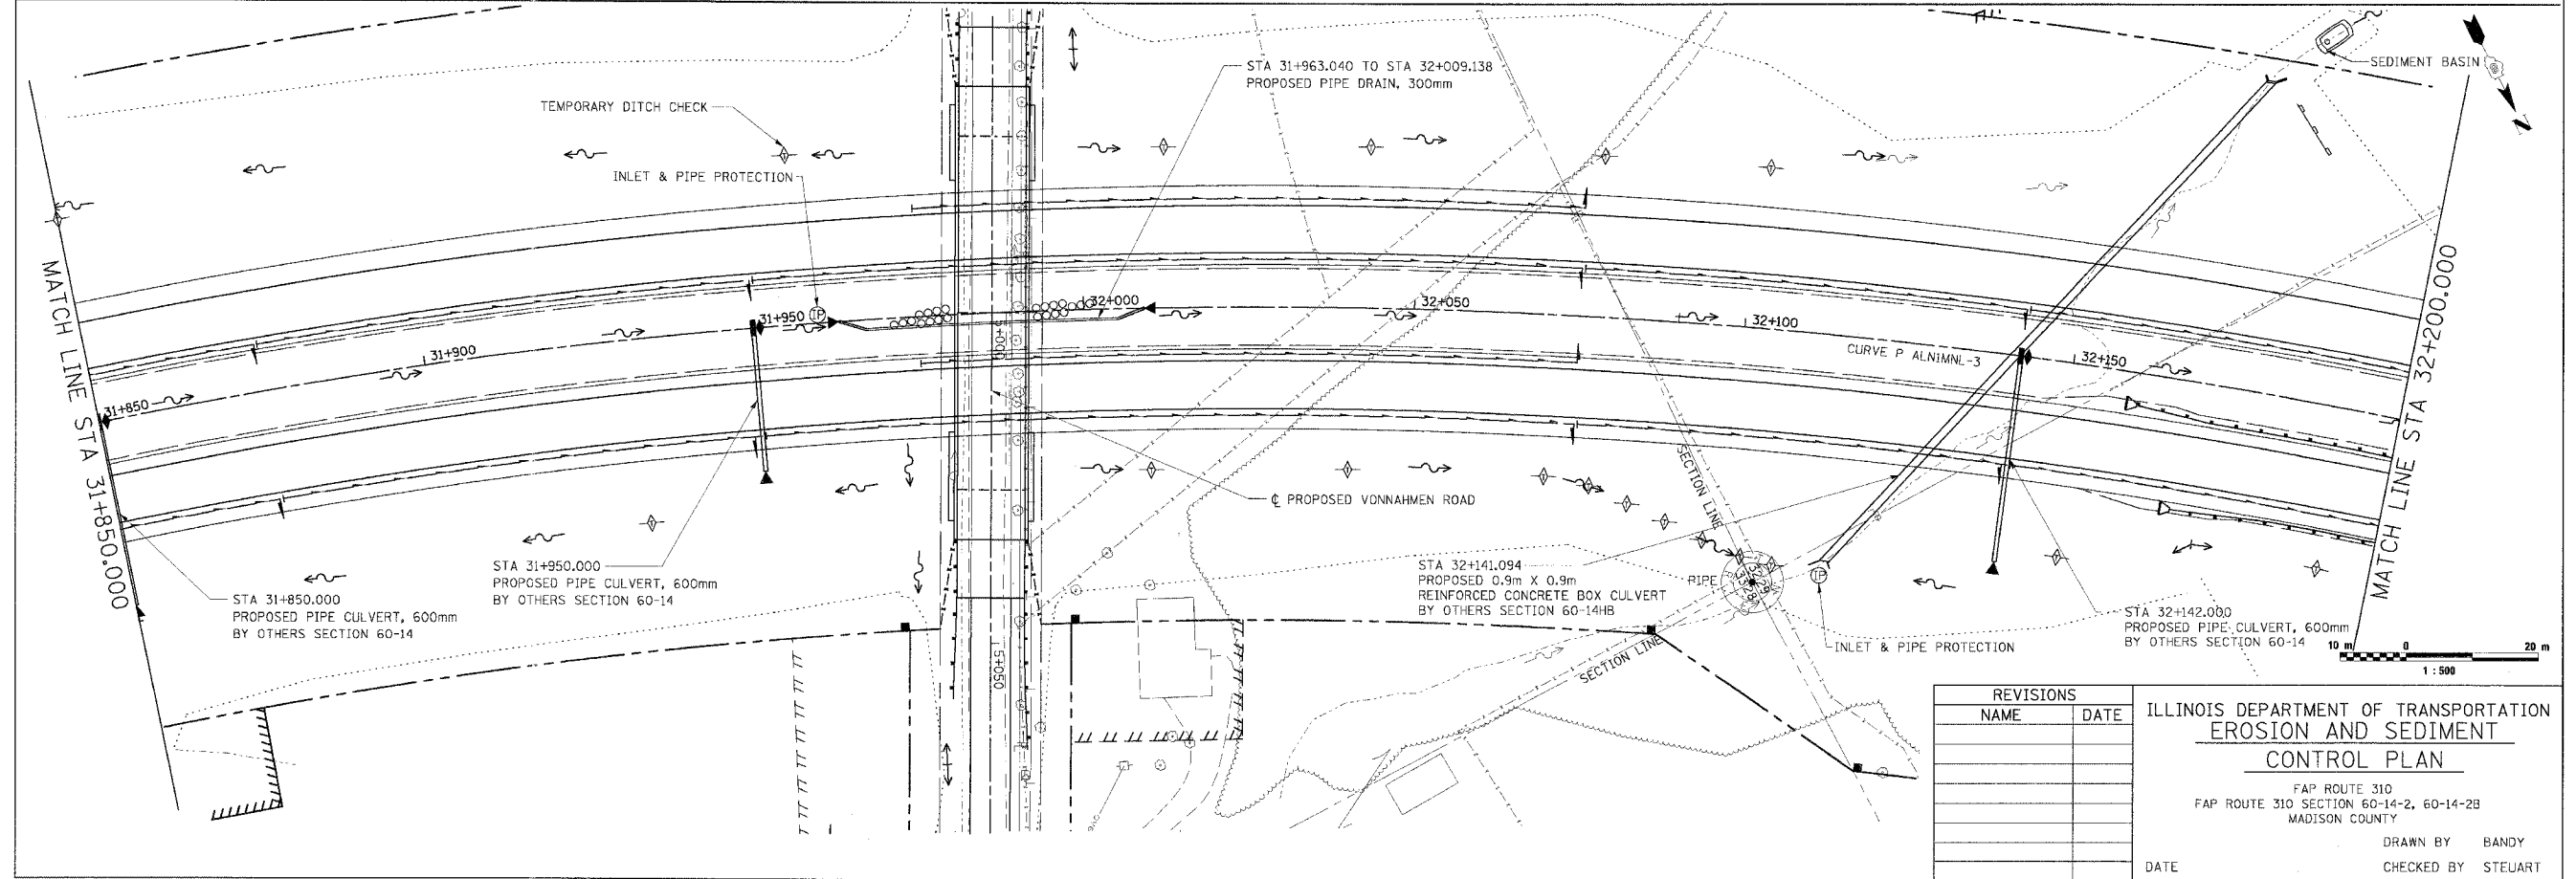 STA 31+963.040 TO STA 32+009.138
PROPOSED PIPE DRAIN, 300mm
SEDIMENT BASIN
N
TEMPORARY DITCH CHECK
INLET & PIPE PROTECTION
MATCH LINE STA 31+850.000
MATCH LINE STA 32+200.000
31+850
31+900
31+950
TP
32+000
32+050
32+100
32+150
CURVE P_ALN1MNL-3
5+000
5+050
℄ PROPOSED VONNAHMEN ROAD
SECTION LINE
SECTION LINE
STA 31+850.000
PROPOSED PIPE CULVERT, 600mm
BY OTHERS SECTION 60-14
STA 31+950.000
PROPOSED PIPE CULVERT, 600mm
BY OTHERS SECTION 60-14
STA 32+141.094
PROPOSED 0.9m X 0.9m
REINFORCED CONCRETE BOX CULVERT
BY OTHERS SECTION 60-14HB
PIPE
TP
INLET & PIPE PROTECTION
STA 32+142.000
PROPOSED PIPE CULVERT, 600mm
BY OTHERS SECTION 60-14
10 m 0 20 m
1 : 500
REVISIONS
NAME DATE
ILLINOIS DEPARTMENT OF TRANSPORTATION
EROSION AND SEDIMENT
CONTROL PLAN
FAP ROUTE 310
FAP ROUTE 310 SECTION 60-14-2, 60-14-2B
MADISON COUNTY
DRAWN BY BANDY
DATE CHECKED BY STEUART